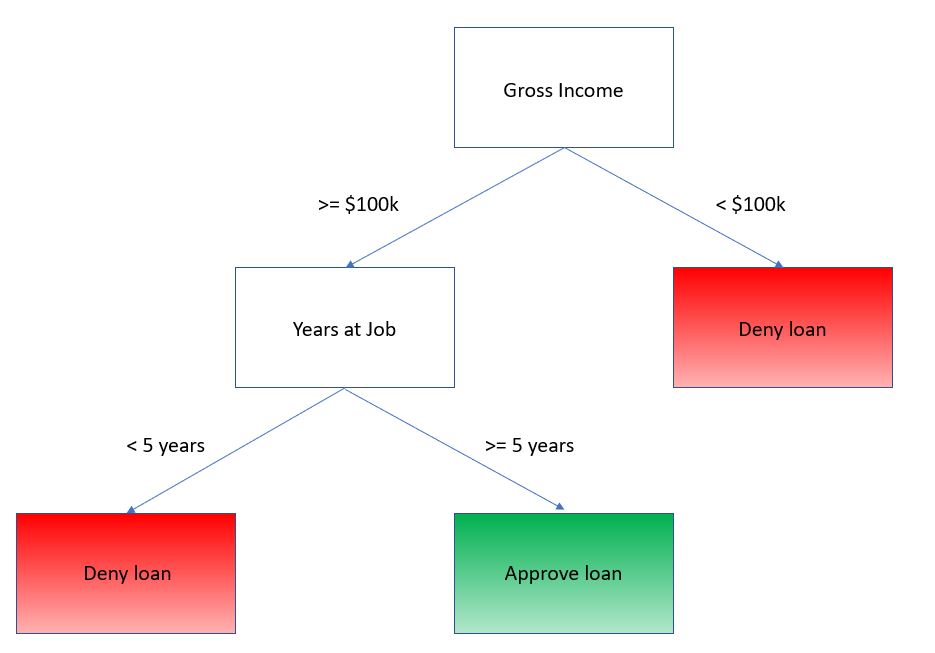 Gross Income
>= $100k
< $100k
Years at Job
Deny loan
< 5 years
>= 5 years
Deny loan
Approve loan